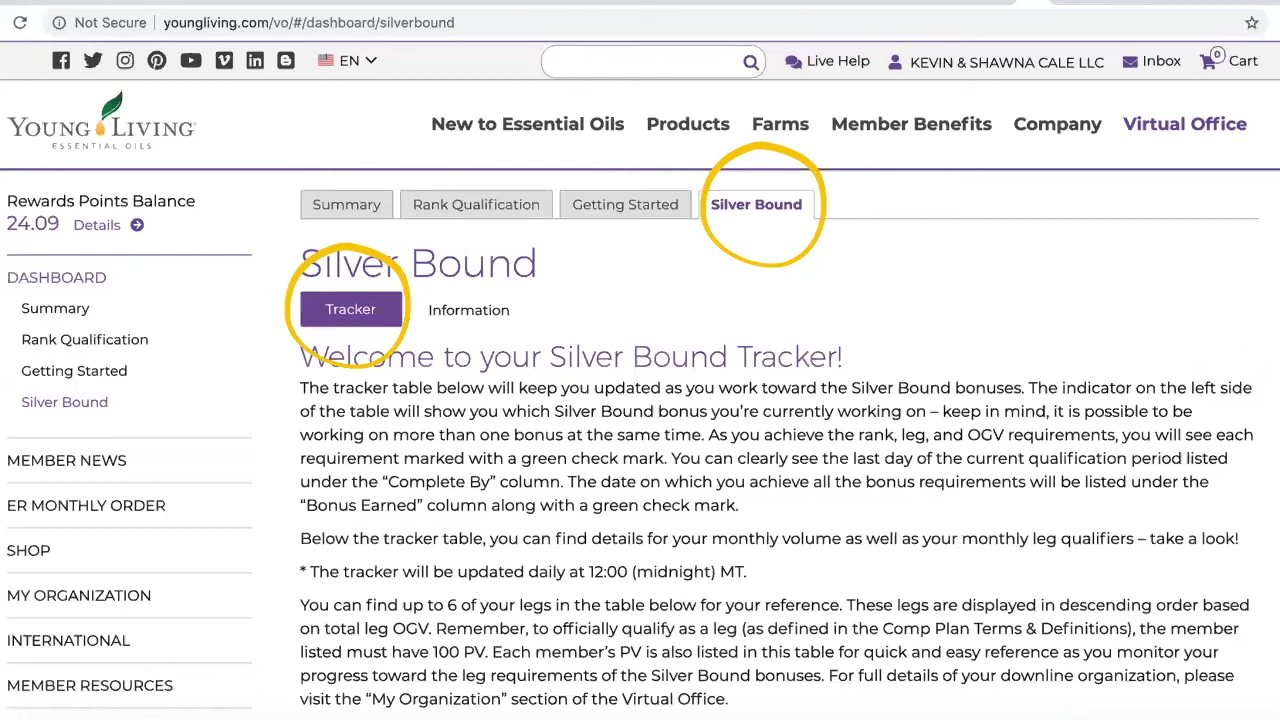 Not Secure youngliving.com/vo/#/dashboard/silverbound
EN Live Help KEVIN & SHAWNA CALE LLC Inbox 0 Cart
YOUNG LIVING
ESSENTIAL OILS
New to Essential Oils Products Farms Member Benefits Company Virtual Office
Rewards Points Balance
24.09 Details
DASHBOARD
Summary
Rank Qualification
Getting Started
Silver Bound
MEMBER NEWS
ER MONTHLY ORDER
SHOP
MY ORGANIZATION
INTERNATIONAL
MEMBER RESOURCES
Summary Rank Qualification Getting Started Silver Bound
Silver Bound
Tracker Information
Welcome to your Silver Bound Tracker!
The tracker table below will keep you updated as you work toward the Silver Bound bonuses. The indicator on the left side
of the table will show you which Silver Bound bonus you’re currently working on – keep in mind, it is possible to be
working on more than one bonus at the same time. As you achieve the rank, leg, and OGV requirements, you will see each
requirement marked with a green check mark. You can clearly see the last day of the current qualification period listed
under the “Complete By” column. The date on which you achieve all the bonus requirements will be listed under the
“Bonus Earned” column along with a green check mark.
Below the tracker table, you can find details for your monthly volume as well as your monthly leg qualifiers – take a look!
* The tracker will be updated daily at 12:00 (midnight) MT.
You can find up to 6 of your legs in the table below for your reference. These legs are displayed in descending order based
on total leg OGV. Remember, to officially qualify as a leg (as defined in the Comp Plan Terms & Definitions), the member
listed must have 100 PV. Each member’s PV is also listed in this table for quick and easy reference as you monitor your
progress toward the leg requirements of the Silver Bound bonuses. For full details of your downline organization, please
visit the “My Organization” section of the Virtual Office.